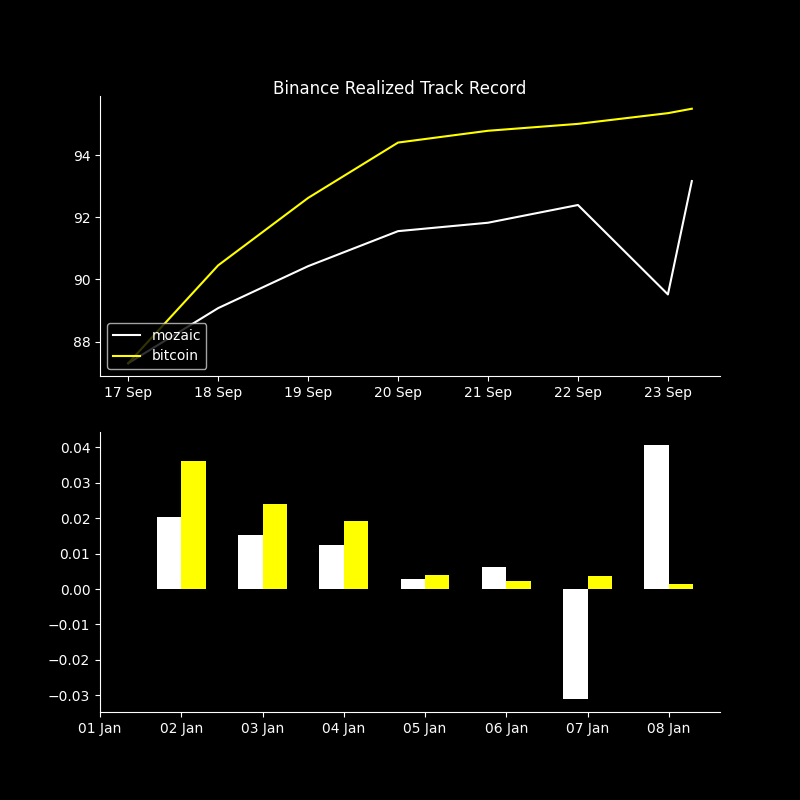 Binance Realized Track Record
94
92
90
88
mozaic
bitcoin
17 Sep 18 Sep 19 Sep 20 Sep 21 Sep 22 Sep 23 Sep
0.04
0.03
0.02
0.01
0.00
−0.01
−0.02
−0.03
01 Jan 02 Jan 03 Jan 04 Jan 05 Jan 06 Jan 07 Jan 08 Jan